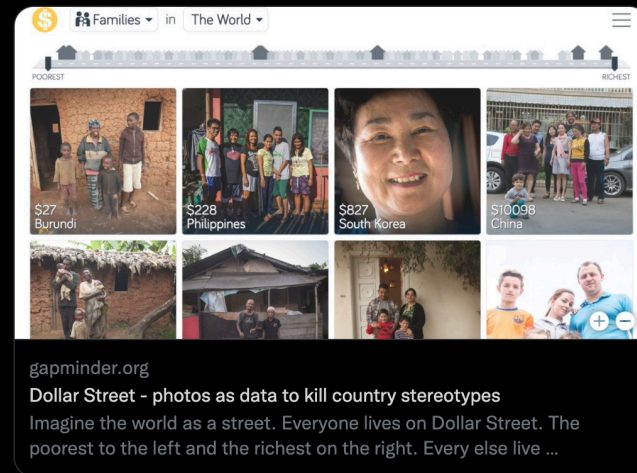 $ Families in The World
POOREST RICHEST
$27 $228 $827 $10098
Burundi Philippines South Korea China
gapminder.org
Dollar Street - photos as data to kill country stereotypes
Imagine the world as a street. Everyone lives on Dollar Street. The
poorest to the left and the richest on the right. Every else live ...